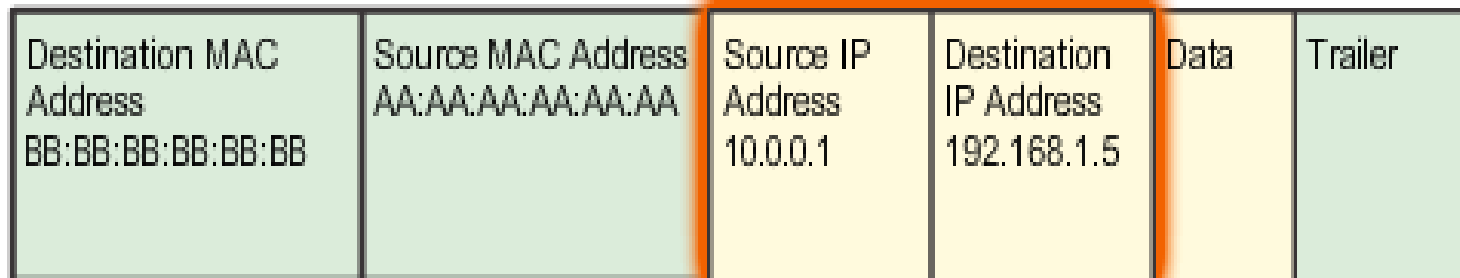 Destination MAC
Address
BB:BB:BB:BB:BB:BB
Source MAC Address
AA:AA:AA:AA:AA:AA
Source IP
Address
10.0.0.1
Destination
IP Address
192.168.1.5
Data
Trailer